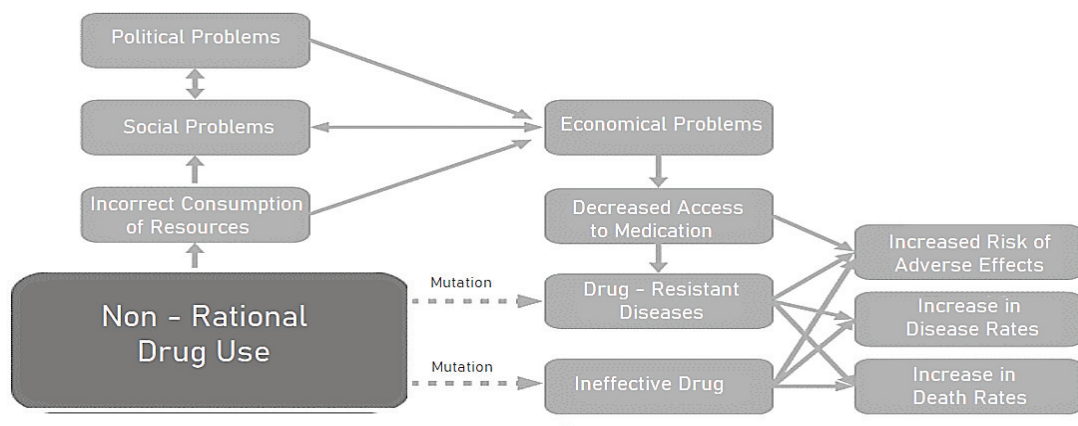 Political Problems
Social Problems
Incorrect Consumption
of Resources
Non - Rational
Drug Use
Mutation
Mutation
Economical Problems
Decreased Access
to Medication
Drug - Resistant
Diseases
Ineffective Drug
Increased Risk of
Adverse Effects
Increase in
Disease Rates
Increase in
Death Rates